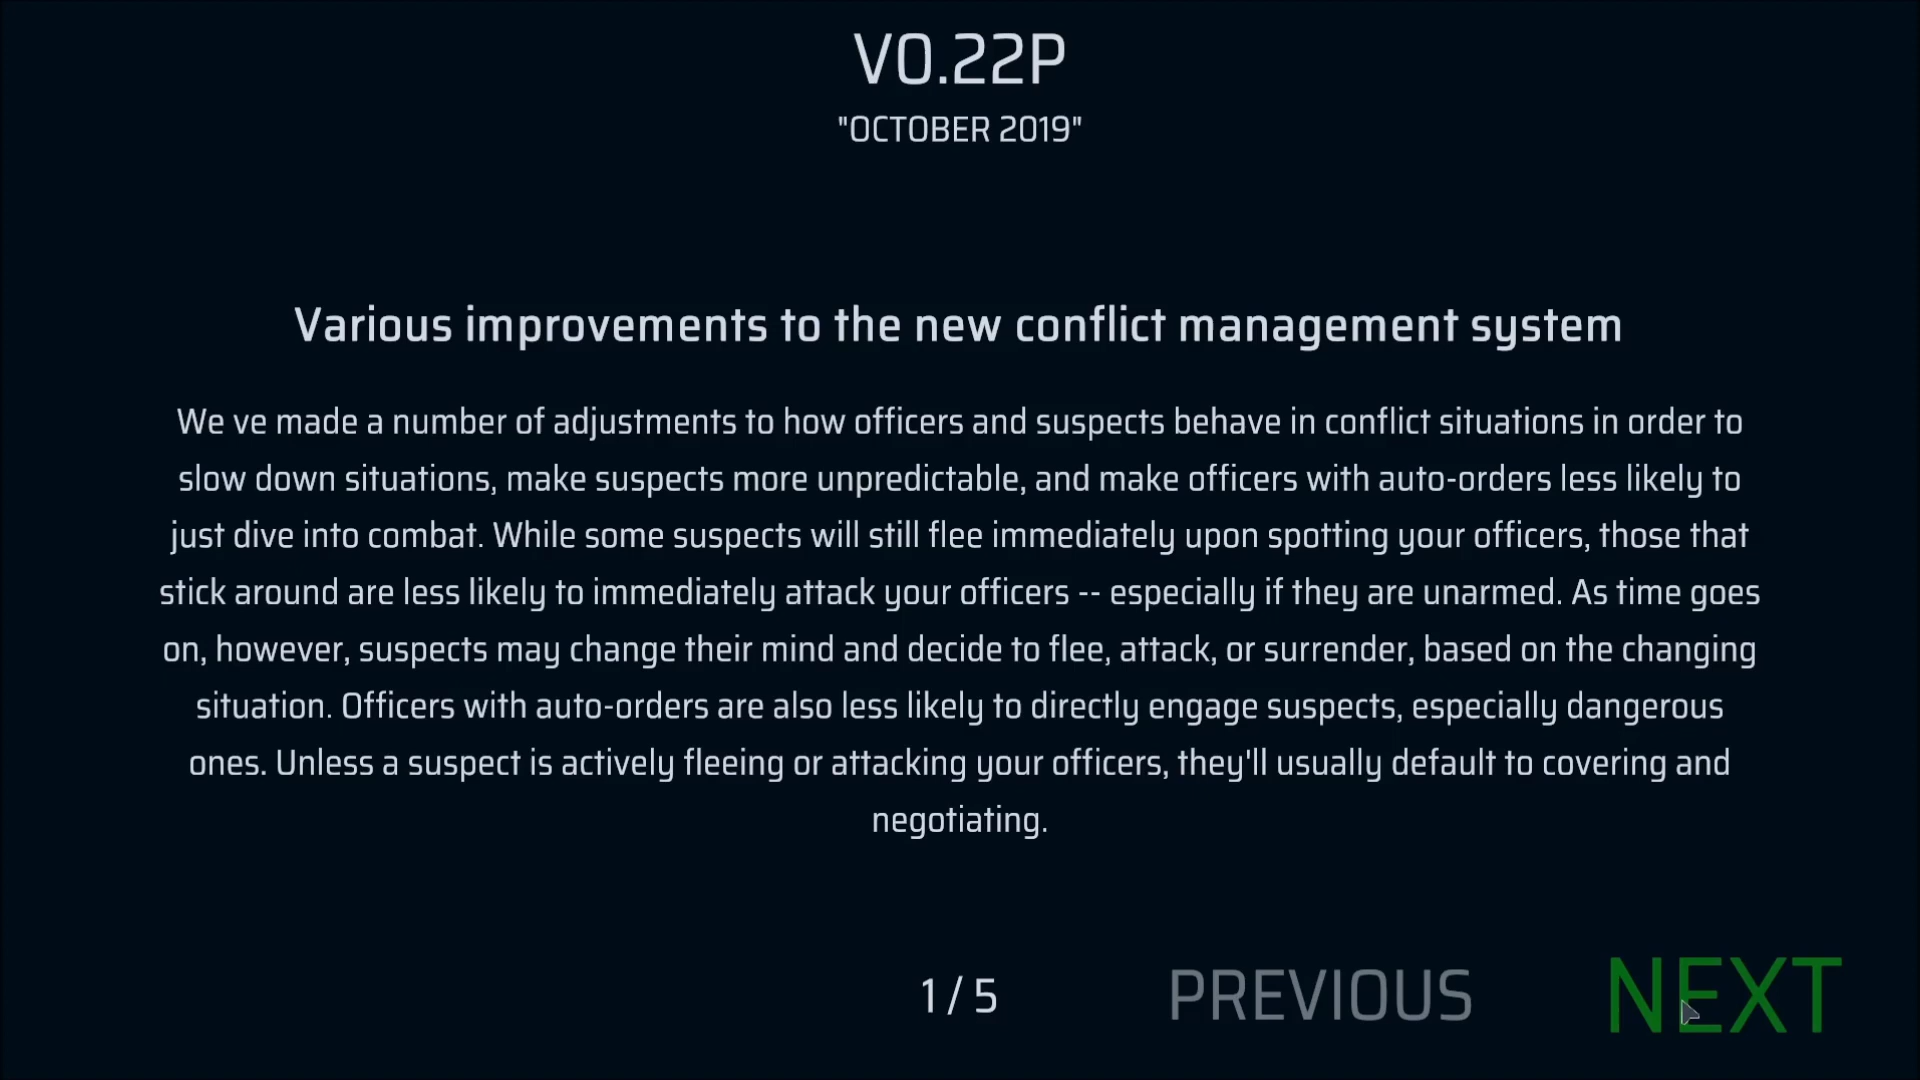 V0.22P
"OCTOBER 2019"
Various improvements to the new conflict management system
We ve made a number of adjustments to how officers and suspects behave in conflict situations in order to
slow down situations, make suspects more unpredictable, and make officers with auto-orders less likely to
just dive into combat. While some suspects will still flee immediately upon spotting your officers, those that
stick around are less likely to immediately attack your officers -- especially if they are unarmed. As time goes
on, however, suspects may change their mind and decide to flee, attack, or surrender, based on the changing
situation. Officers with auto-orders are also less likely to directly engage suspects, especially dangerous
ones. Unless a suspect is actively fleeing or attacking your officers, they'll usually default to covering and
negotiating.
1 / 5
PREVIOUS
NEXT